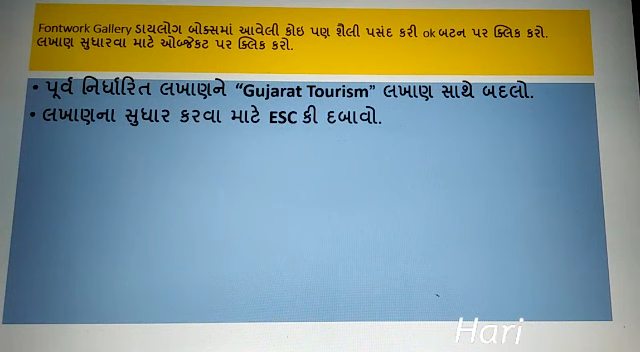 Fontwork Gallery ડાયલોગ બોક્સમાં આવેલી કોઇ પણ શૈલી પસંદ કરી ok બટન પર ક્લિક કરો.
લખાણ સુધારવા માટે ઓબ્જેકટ પર ક્લિક કરો.
• પૂર્વ નિર્ધારિત લખાણને “Gujarat Tourism” લખાણ સાથે બદલો.
• લખાણના સુધાર કરવા માટે ESC કી દબાવો.
Hari